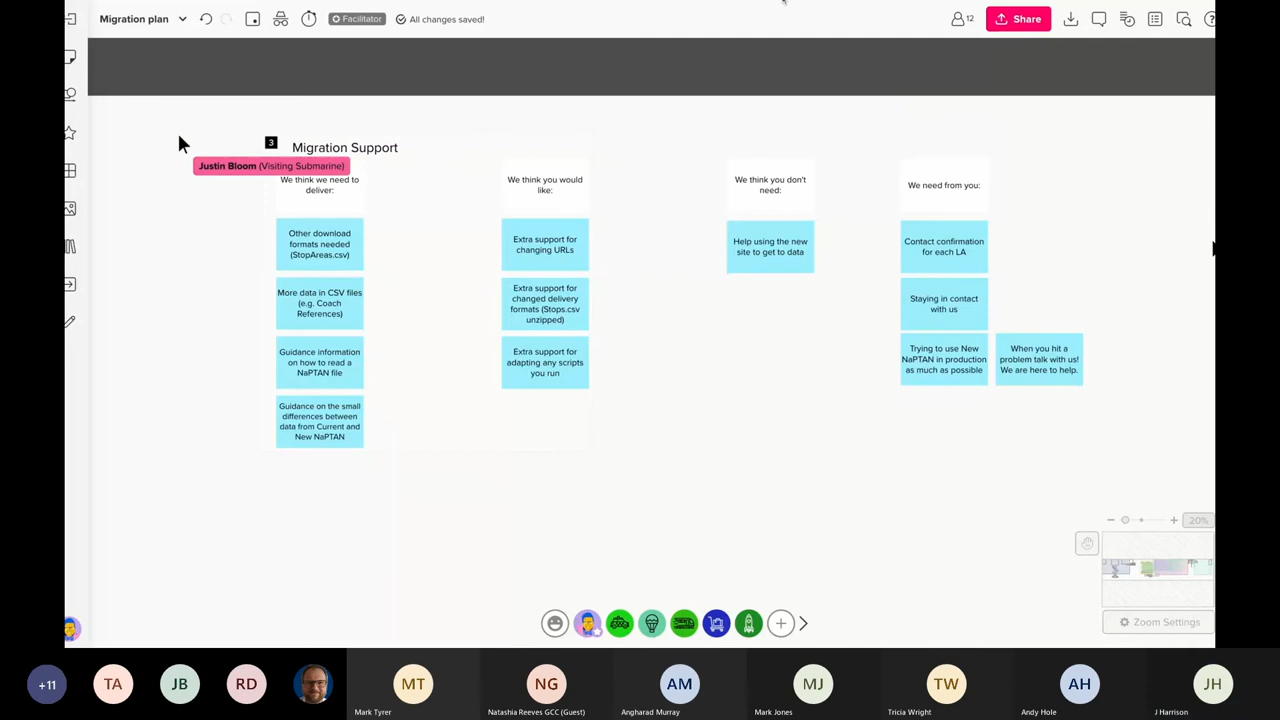 Migration plan
Facilitator
All changes saved!
12
Share
3
Migration Support
Justin Bloom (Visiting Submarine)
We think we need to
deliver:
Other download
formats needed
(StopAreas.csv)
More data in CSV files
(e.g. Coach
References)
Guidance information
on how to read a
NaPTAN file
Guidance on the small
differences between
data from Current and
New NaPTAN
We think you would
like:
Extra support for
changing URLs
Extra support for
changed delivery
formats (Stops.csv
unzipped)
Extra support for
adapting any scripts
you run
We think you don't
need:
Help using the new
site to get to data
We need from you:
Contact confirmation
for each LA
Staying in contact
with us
Trying to use New
NaPTAN in production
as much as possible
When you hit a
problem talk with us!
We are here to help.
20%
Zoom Settings
+11
TA
JB
RD
MT
Mark Tyrer
NG
Natashia Reeves GCC (Guest)
AM
Angharad Murray
MJ
Mark Jones
TW
Tricia Wright
AH
Andy Hole
JH
J Harrison